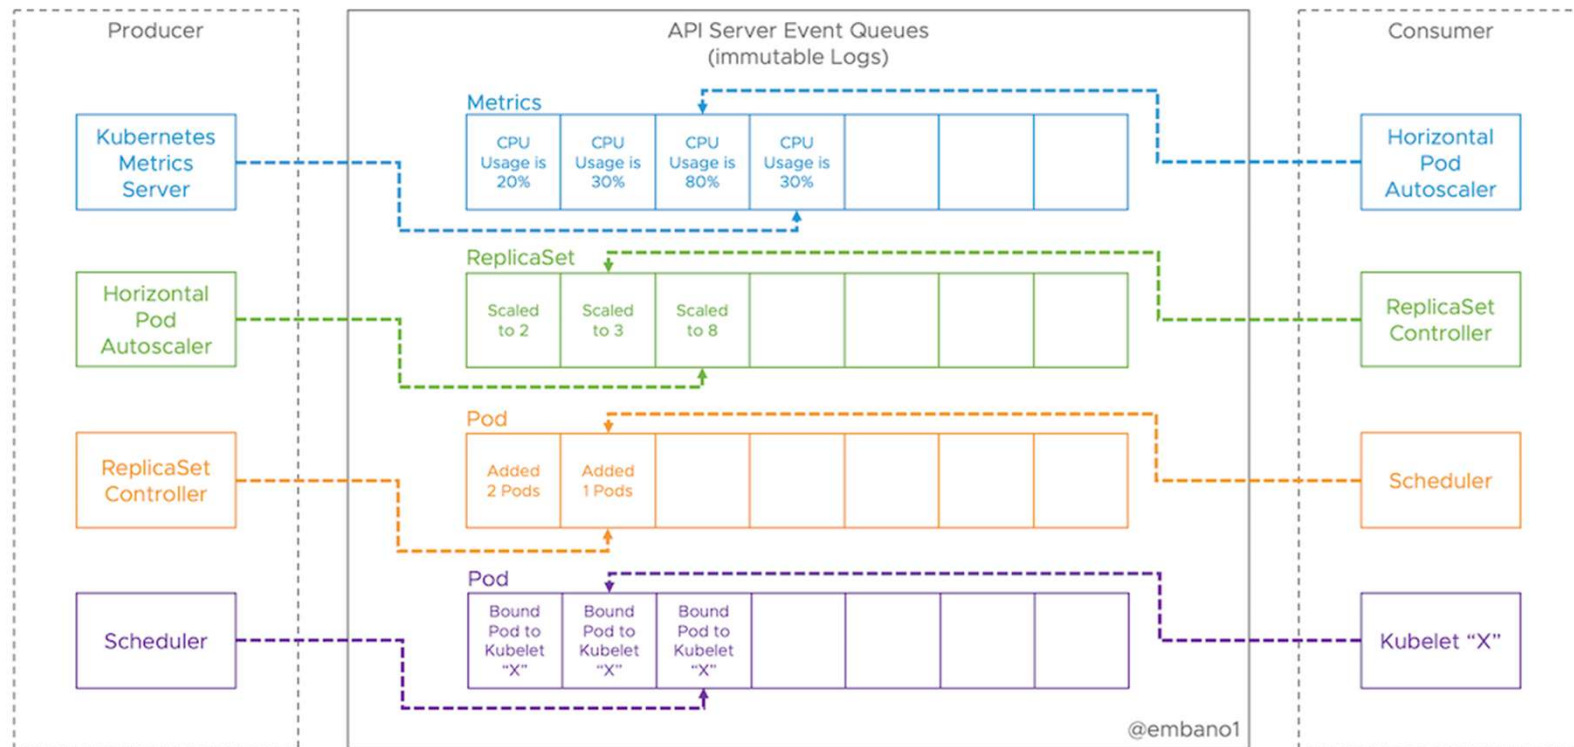 Producer
API Server Event Queues
(immutable Logs)
Consumer
Kubernetes
Metrics
Server
Metrics
CPU
Usage is
20%
CPU
Usage is
30%
CPU
Usage is
80%
CPU
Usage is
30%
Horizontal
Pod
Autoscaler
Horizontal
Pod
Autoscaler
ReplicaSet
Scaled
to 2
Scaled
to 3
Scaled
to 8
ReplicaSet
Controller
ReplicaSet
Controller
Pod
Added
2 Pods
Added
1 Pods
Scheduler
Scheduler
Pod
Bound
Pod to
Kubelet
“X”
Bound
Pod to
Kubelet
“X”
Bound
Pod to
Kubelet
“X”
Kubelet “X”
@embano1